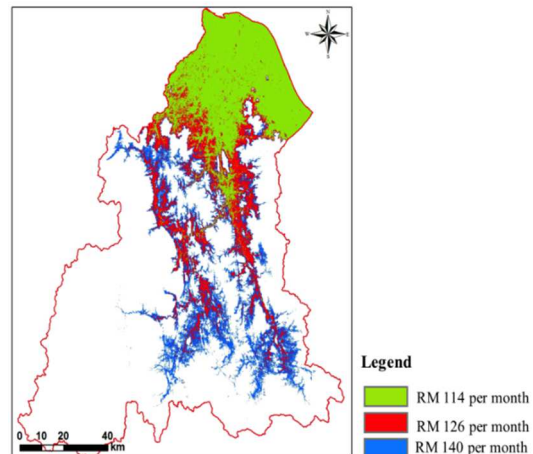 N
W
E
S
Legend
RM 114 per month
RM 126 per month
RM 140 per month
0 10 20 40 km